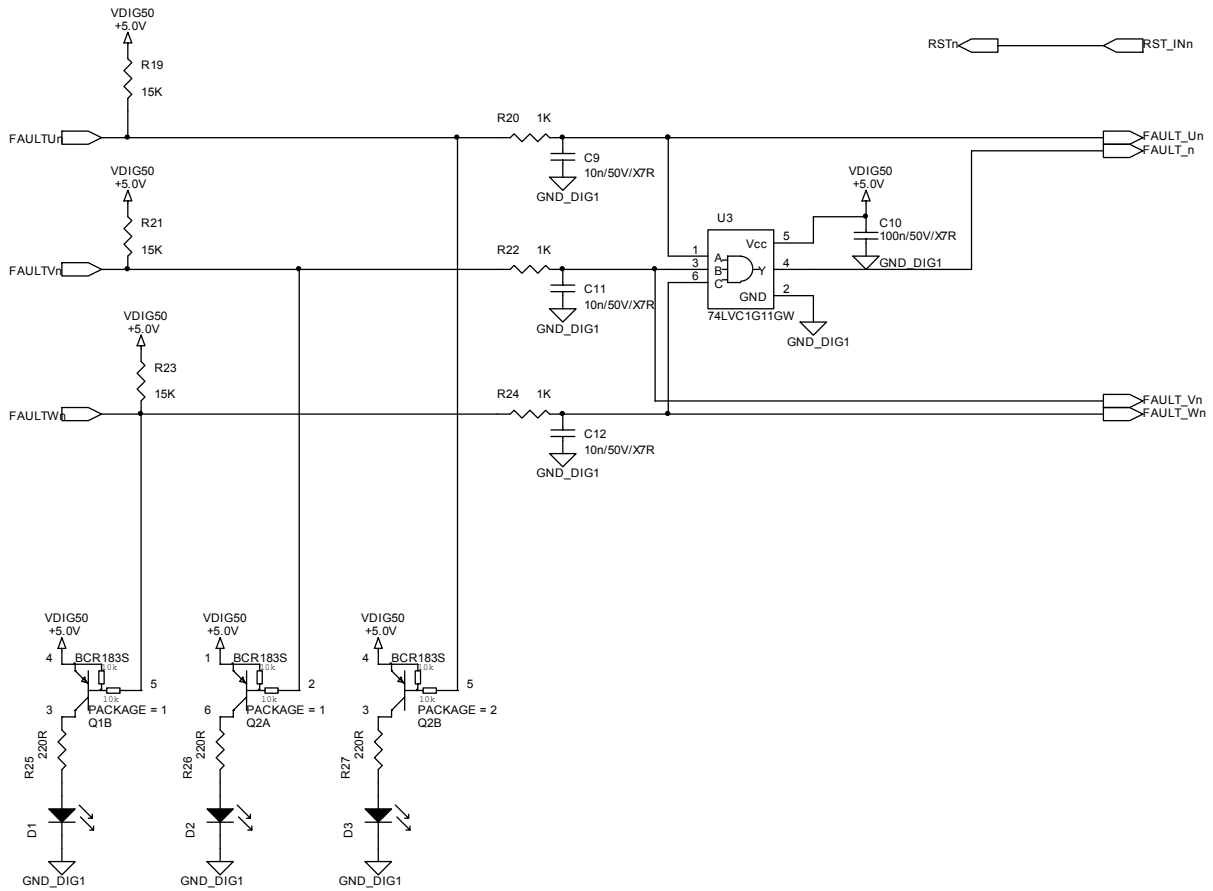 VDIG50
+5.0V
R19
15K
FAULTUn
R20 1K
C9
10n/50V/X7R
GND_DIG1
RSTn
RST_INn
FAULT_Un
FAULT_n
VDIG50
+5.0V
R21
15K
FAULTVn
R22 1K
C11
10n/50V/X7R
GND_DIG1
VDIG50
+5.0V
C10
100n/50V/X7R
GND_DIG1
U3
Vcc
5
1
A
3
B
6
C
Y
4
GND
2
74LVC1G11GW
GND_DIG1
VDIG50
+5.0V
R23
15K
FAULTWn
R24 1K
C12
10n/50V/X7R
GND_DIG1
FAULT_Vn
FAULT_Wn
VDIG50
+5.0V
4
BCR183S
10k
10k
5
3
PACKAGE = 1
Q1B
R25
220R
D1
GND_DIG1
VDIG50
+5.0V
1
BCR183S
10k
10k
2
6
PACKAGE = 1
Q2A
R26
220R
D2
GND_DIG1
VDIG50
+5.0V
4
BCR183S
10k
10k
5
3
PACKAGE = 2
Q2B
R27
220R
D3
GND_DIG1